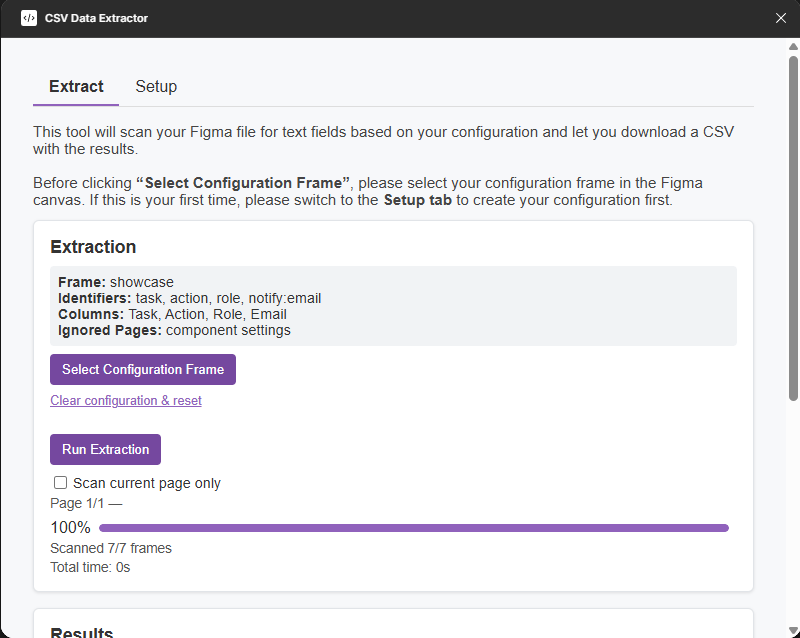 CSV Data Extractor
Extract
Setup
This tool will scan your Figma file for text fields based on your configuration and let you download a CSV
with the results.
Before clicking “Select Configuration Frame”, please select your configuration frame in the Figma
canvas. If this is your first time, please switch to the Setup tab to create your configuration first.
Extraction
Frame: showcase
Identifiers: task, action, role, notify:email
Columns: Task, Action, Role, Email
Ignored Pages: component settings
Select Configuration Frame
Clear configuration & reset
Run Extraction
Scan current page only
Page 1/1 —
100%
Scanned 7/7 frames
Total time: 0s
Results